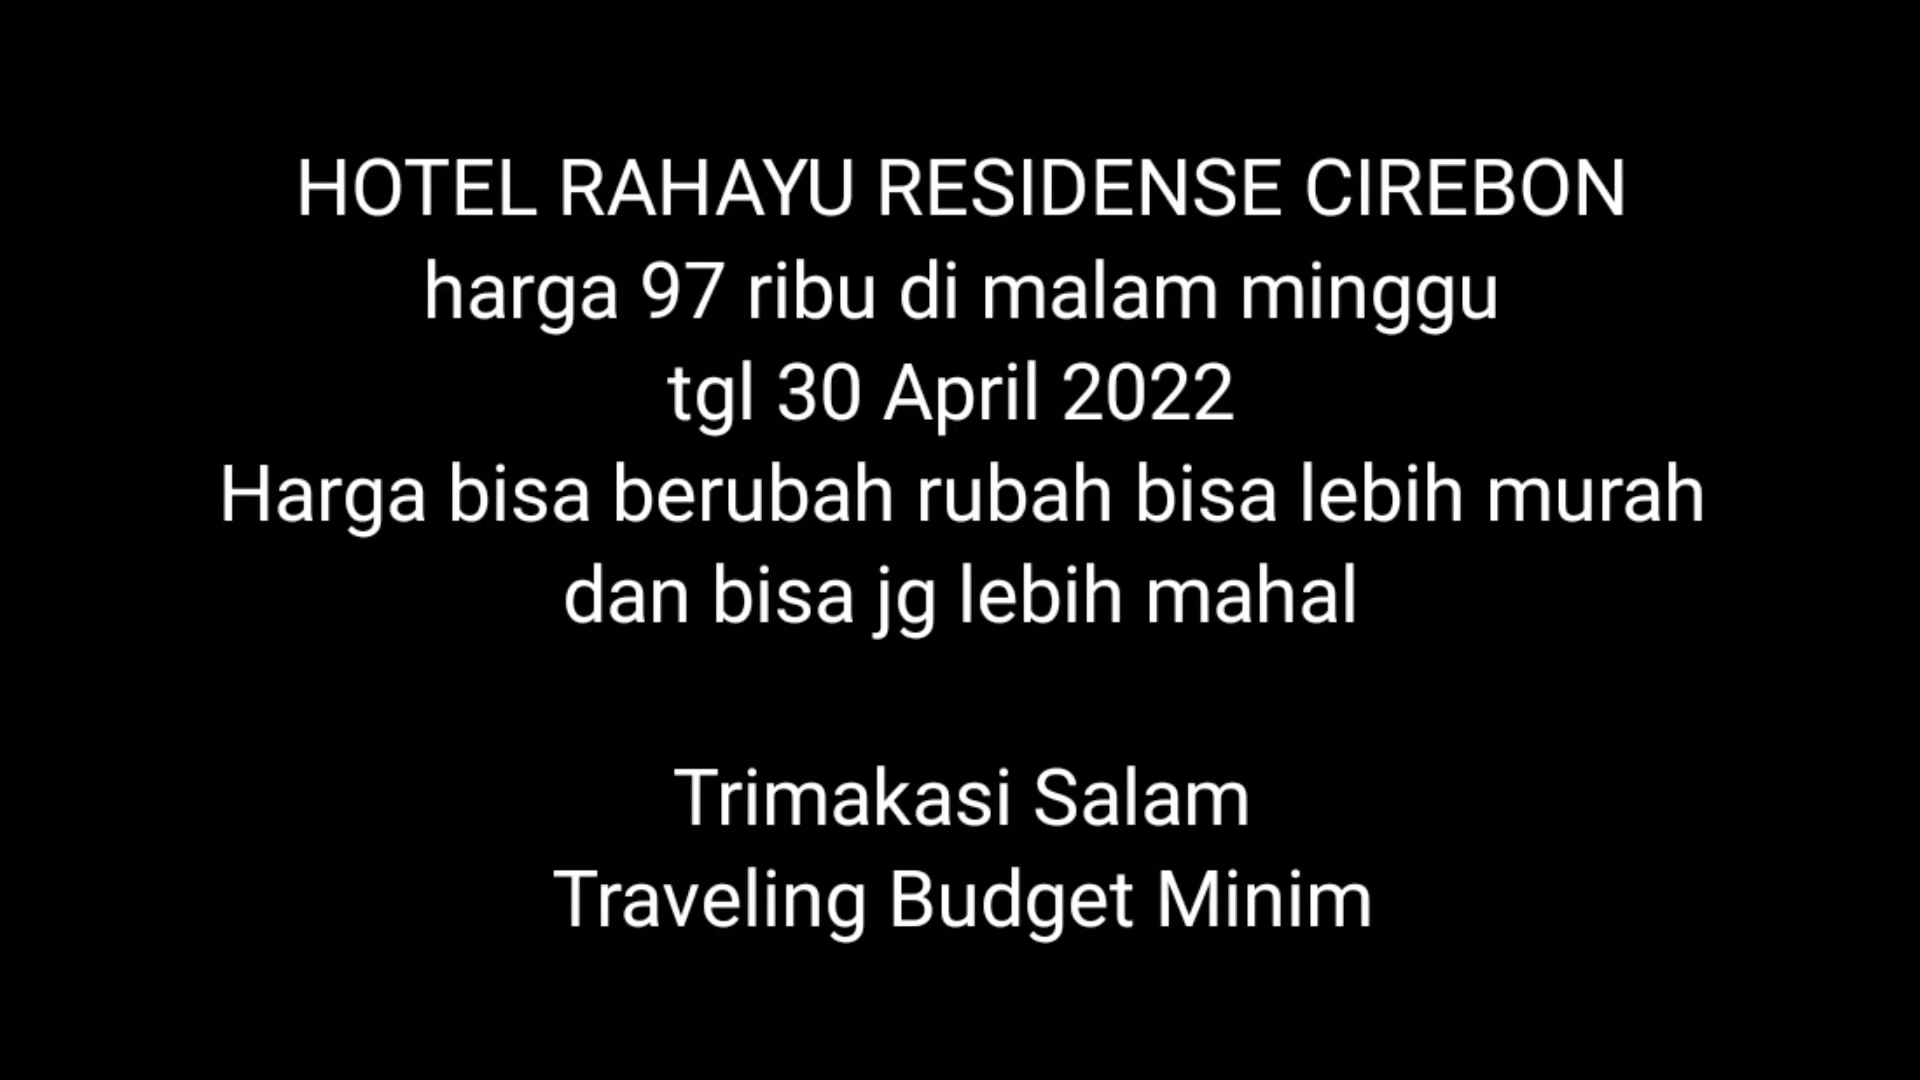 HOTEL RAHAYU RESIDENSE CIREBON
harga 97 ribu di malam minggu
tgl 30 April 2022
Harga bisa berubah rubah bisa lebih murah
dan bisa jg lebih mahal
Trimakasi Salam
Traveling Budget Minim